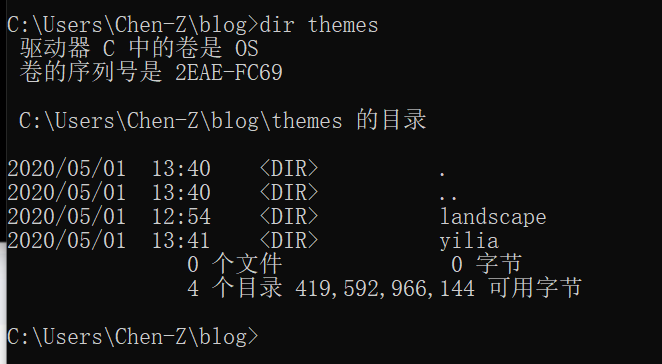 C:\Users\Chen-Z\blog>dir themes
驱动器 C 中的卷是 OS
卷的序列号是 2EAE-FC69
C:\Users\Chen-Z\blog\themes 的目录
2020/05/01  13:40    <DIR>          .
2020/05/01  13:40    <DIR>          ..
2020/05/01  12:54    <DIR>          landscape
2020/05/01  13:41    <DIR>          yilia
0 个文件              0 字节
4 个目录 419,592,966,144 可用字节
C:\Users\Chen-Z\blog>